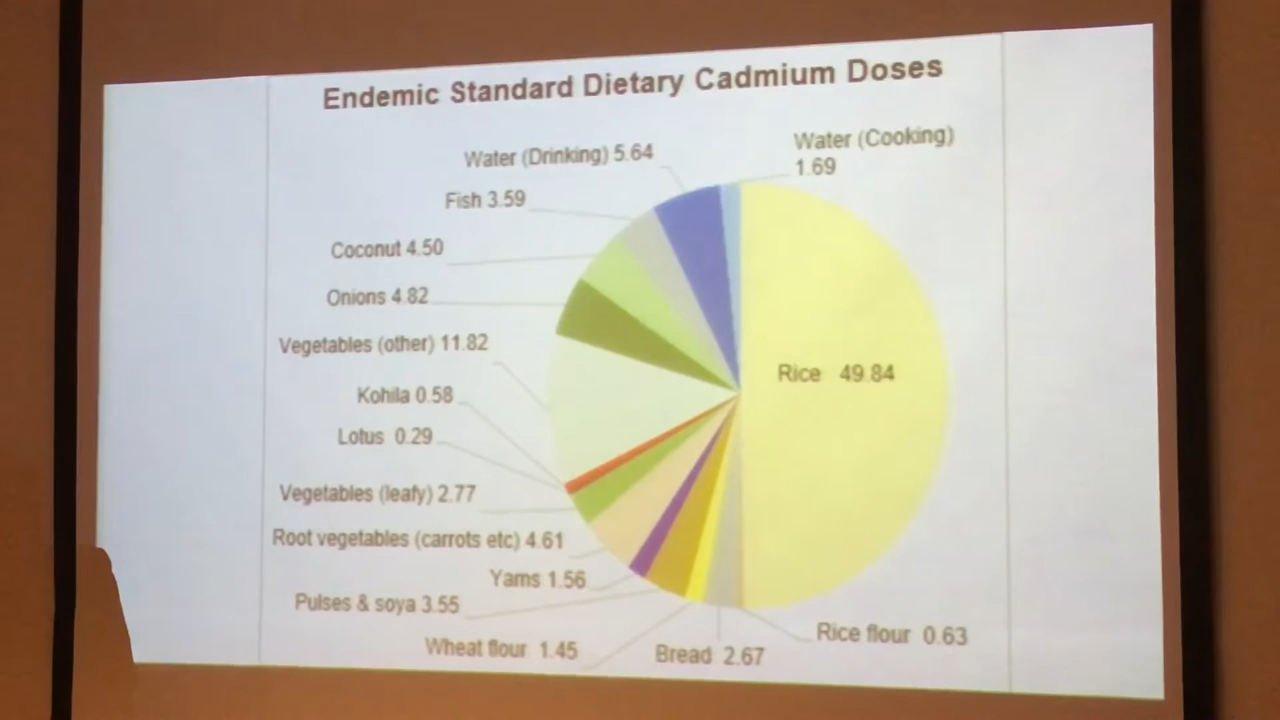 Endemic Standard Dietary Cadmium Doses
Water (Cooking)
1.69
Water (Drinking) 5.64
Fish 3.59
Coconut 4.50
Onions 4.82
Vegetables (other) 11.82
Rice 49.84
Kohila 0.58
Lotus 0.29
Vegetables (leafy) 2.77
Root vegetables (carrots etc) 4.61
Yams 1.56
Pulses & soya 3.55
Wheat flour 1.45
Bread 2.67
Rice flour 0.63